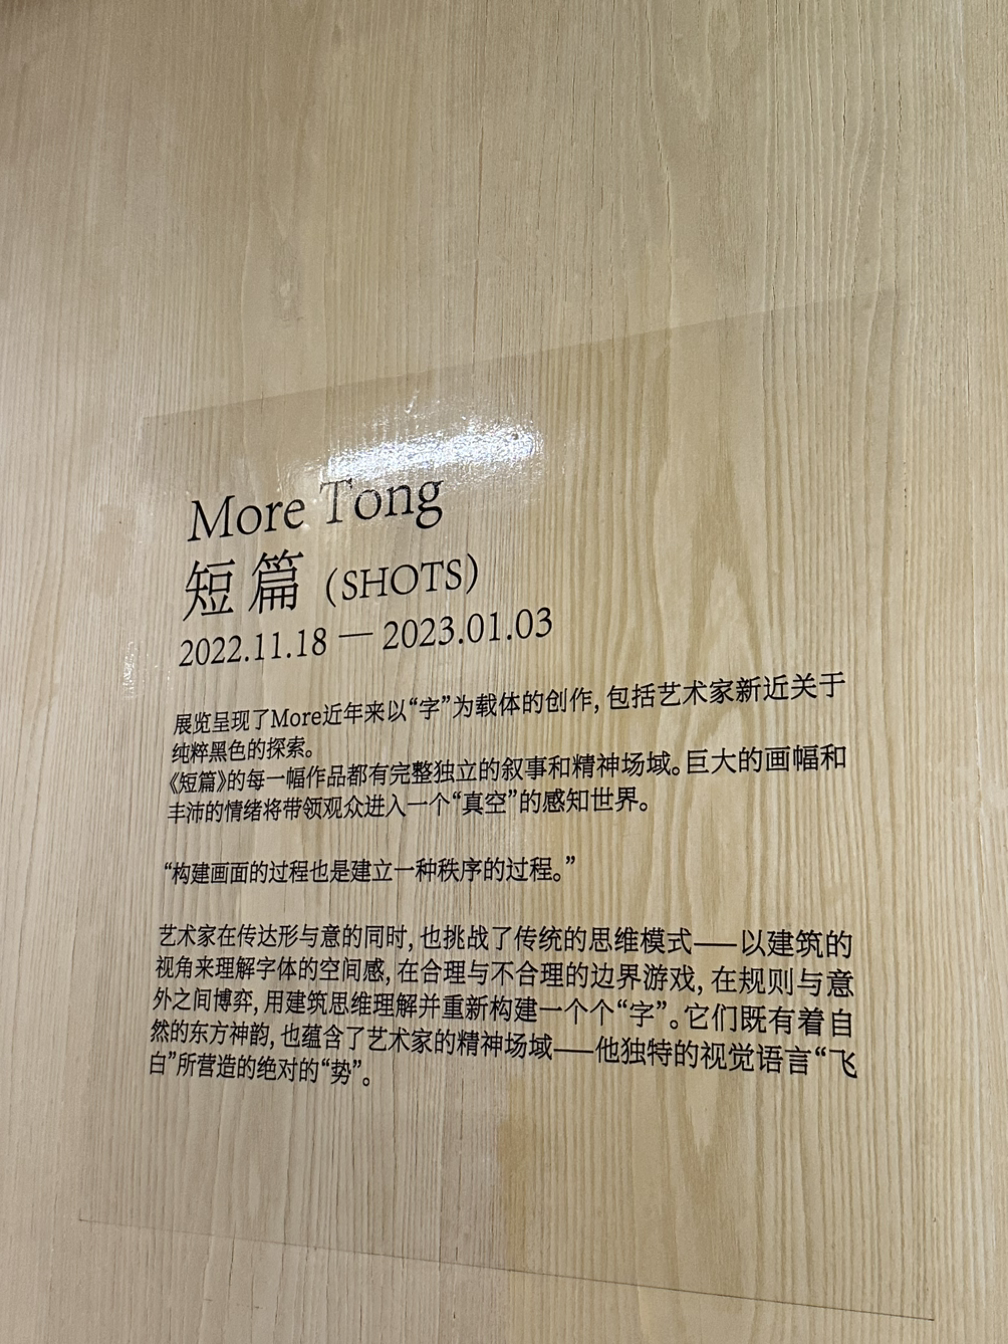 More Tong
短篇 (SHOTS)
2022.11.18 — 2023.01.03
展览呈现了More近年来以“字”为载体的创作, 包括艺术家新近关于
纯粹黑色的探索。
《短篇》的每一幅作品都有完整独立的叙事和精神场域。巨大的画幅和
丰沛的情绪将带领观众进入一个“真空”的感知世界。
“构建画面的过程也是建立一种秩序的过程。”
艺术家在传达形与意的同时, 也挑战了传统的思维模式——以建筑的
视角来理解字体的空间感, 在合理与不合理的边界游戏, 在规则与意
外之间博弈, 用建筑思维理解并重新构建一个个“字”。它们既有着自
然的东方神韵, 也蕴含了艺术家的精神场域——他独特的视觉语言“飞
白”所营造的绝对的“势”。